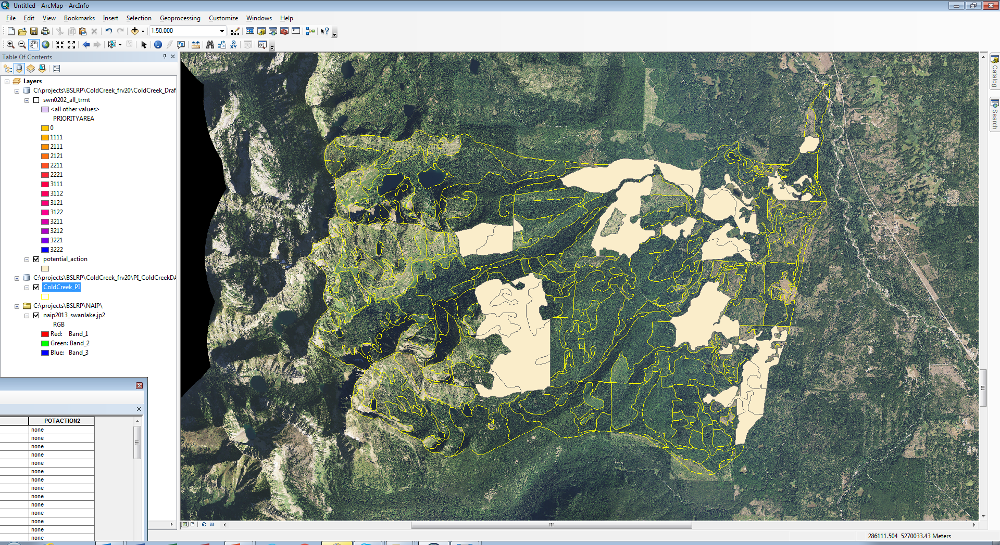 Untitled - ArcMap - ArcInfo
File Edit View Bookmarks Insert Selection Geoprocessing Customize Windows Help
1:50,000
Table Of Contents
Layers
C:\projects\BSLRP\ColdCreek_frv20\ColdCreek_Draf
swn0202_all_trmt
<all other values>
PRIORITYAREA
0
1111
2111
2121
2211
2221
3111
3112
3121
3122
3211
3212
3221
3222
potential_action
C:\projects\BSLRP\ColdCreek_frv20\PI_ColdCreekDA
ColdCreek_PI
C:\projects\BSLRP\NAIP\
naip2013_swanlake.jp2
RGB
Red: Band_1
Green: Band_2
Blue: Band_3
POTACTION2
none
none
none
none
none
none
none
none
none
none
none
none
none
none
Catalog
Search
286111.504 5270033.43 Meters